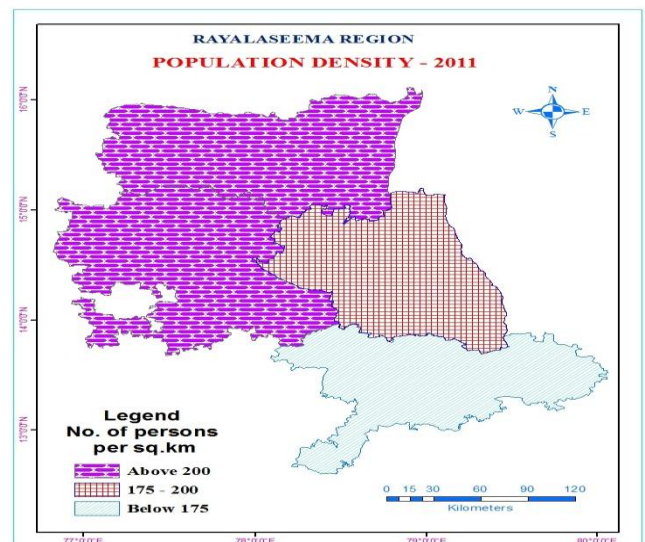 RAYALASEEMA REGION
POPULATION DENSITY - 2011
N
W E
S
16°0'0"N
15°0'0"N
14°0'0"N
13°0'0"N
Legend
No. of persons
per sq.km
Above 200
175 - 200
Below 175
0 15 30 60 90 120
Kilometers
77°0'0"E 78°0'0"E 79°0'0"E 80°0'0"E